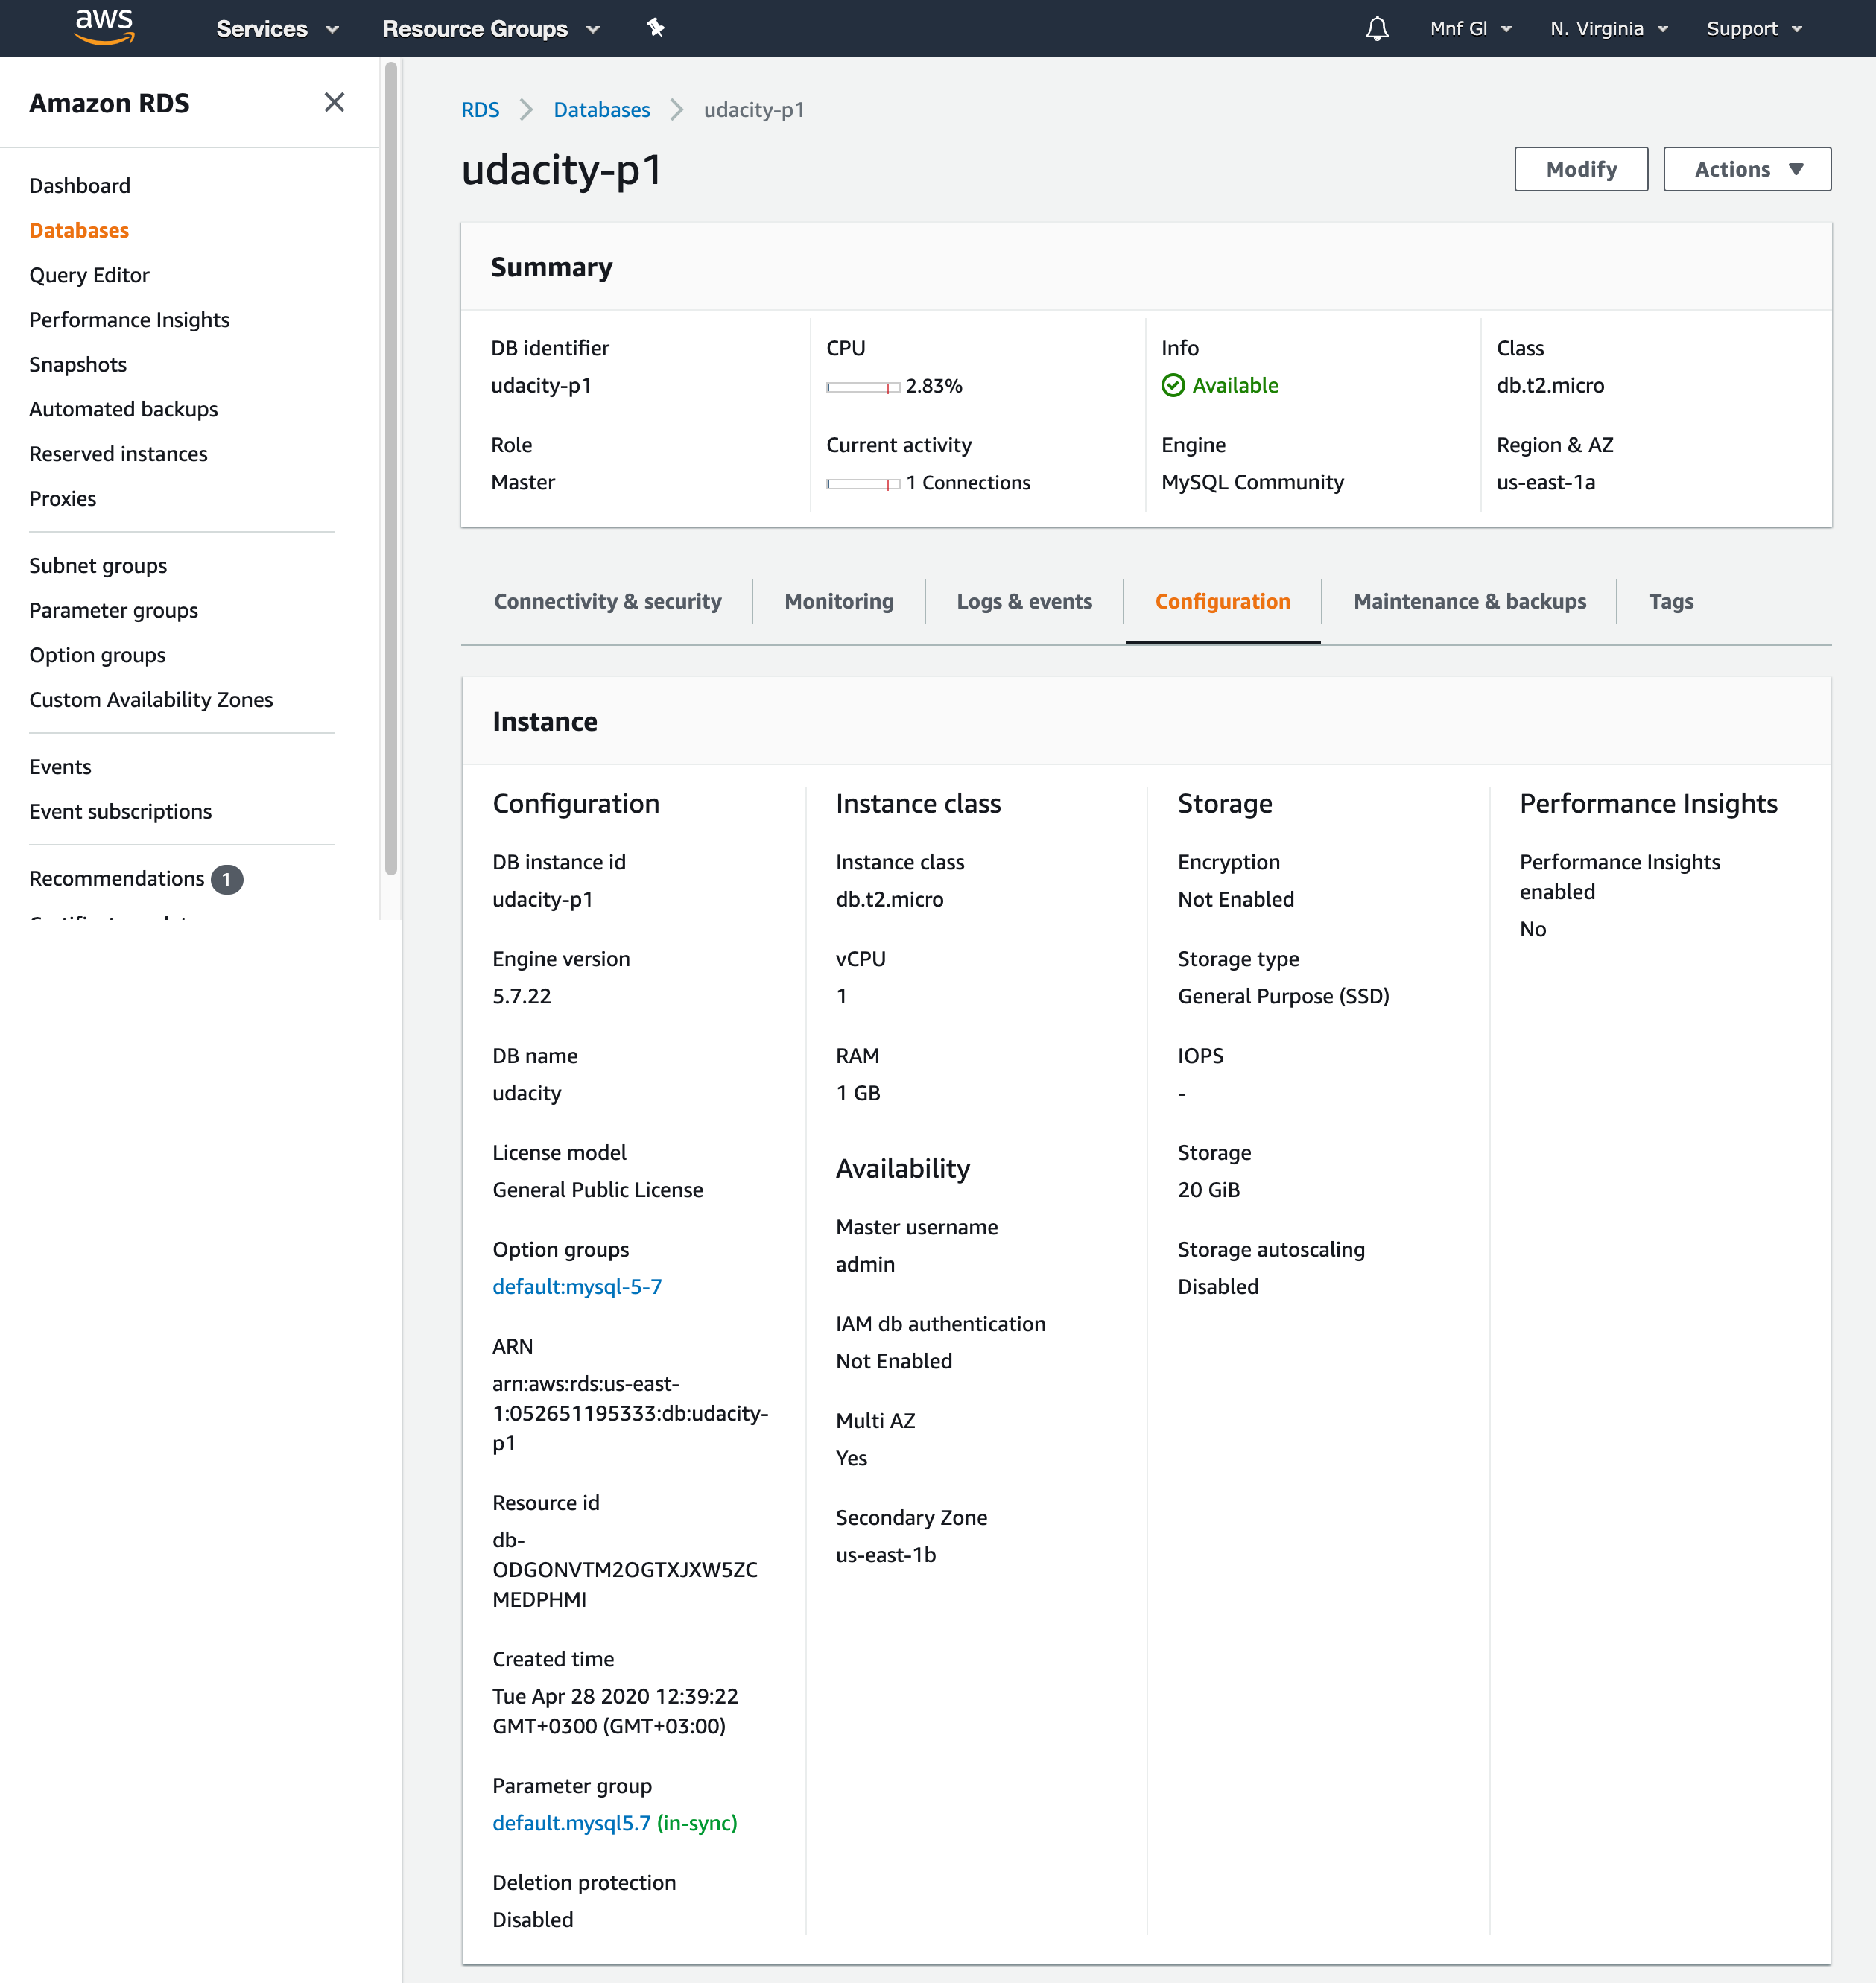 aws Services Resource Groups Mnf Gl N. Virginia Support
Amazon RDS
Dashboard
Databases
Query Editor
Performance Insights
Snapshots
Automated backups
Reserved instances
Proxies
Subnet groups
Parameter groups
Option groups
Custom Availability Zones
Events
Event subscriptions
Recommendations 1
RDS Databases udacity-p1
udacity-p1
Modify Actions
Summary
DB identifier
udacity-p1
Role
Master
CPU
2.83%
Current activity
1 Connections
Info
Available
Engine
MySQL Community
Class
db.t2.micro
Region & AZ
us-east-1a
Connectivity & security Monitoring Logs & events Configuration Maintenance & backups Tags
Instance
Configuration
DB instance id
udacity-p1
Engine version
5.7.22
DB name
udacity
License model
General Public License
Option groups
default:mysql-5-7
ARN
arn:aws:rds:us-east-
1:052651195333:db:udacity-
p1
Resource id
db-
ODGONVTM2OGTXJXW5ZC
MEDPHMI
Created time
Tue Apr 28 2020 12:39:22
GMT+0300 (GMT+03:00)
Parameter group
default.mysql5.7 (in-sync)
Deletion protection
Disabled
Instance class
Instance class
db.t2.micro
vCPU
1
RAM
1 GB
Availability
Master username
admin
IAM db authentication
Not Enabled
Multi AZ
Yes
Secondary Zone
us-east-1b
Storage
Encryption
Not Enabled
Storage type
General Purpose (SSD)
IOPS
-
Storage
20 GiB
Storage autoscaling
Disabled
Performance Insights
Performance Insights
enabled
No